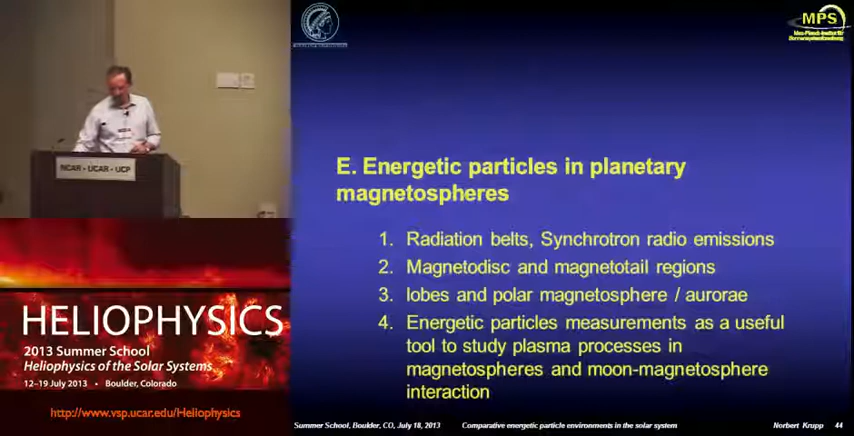 MPS
E. Energetic particles in planetary
magnetospheres
1. Radiation belts, Synchrotron radio emissions
2. Magnetodisc and magnetotail regions
3. lobes and polar magnetosphere / aurorae
4. Energetic particles measurements as a useful
tool to study plasma processes in
magnetospheres and moon-magnetosphere
interaction
Summer School, Boulder, CO, July 18, 2013 Comparative energetic particle environments in the solar system Norbert Krupp 44
NCAR • UCAR • UCP
HELIOPHYSICS
2013 Summer School
Heliophysics of the Solar Systems
12–19 July 2013 • Boulder, Colorado
http://www.vsp.ucar.edu/Heliophysics